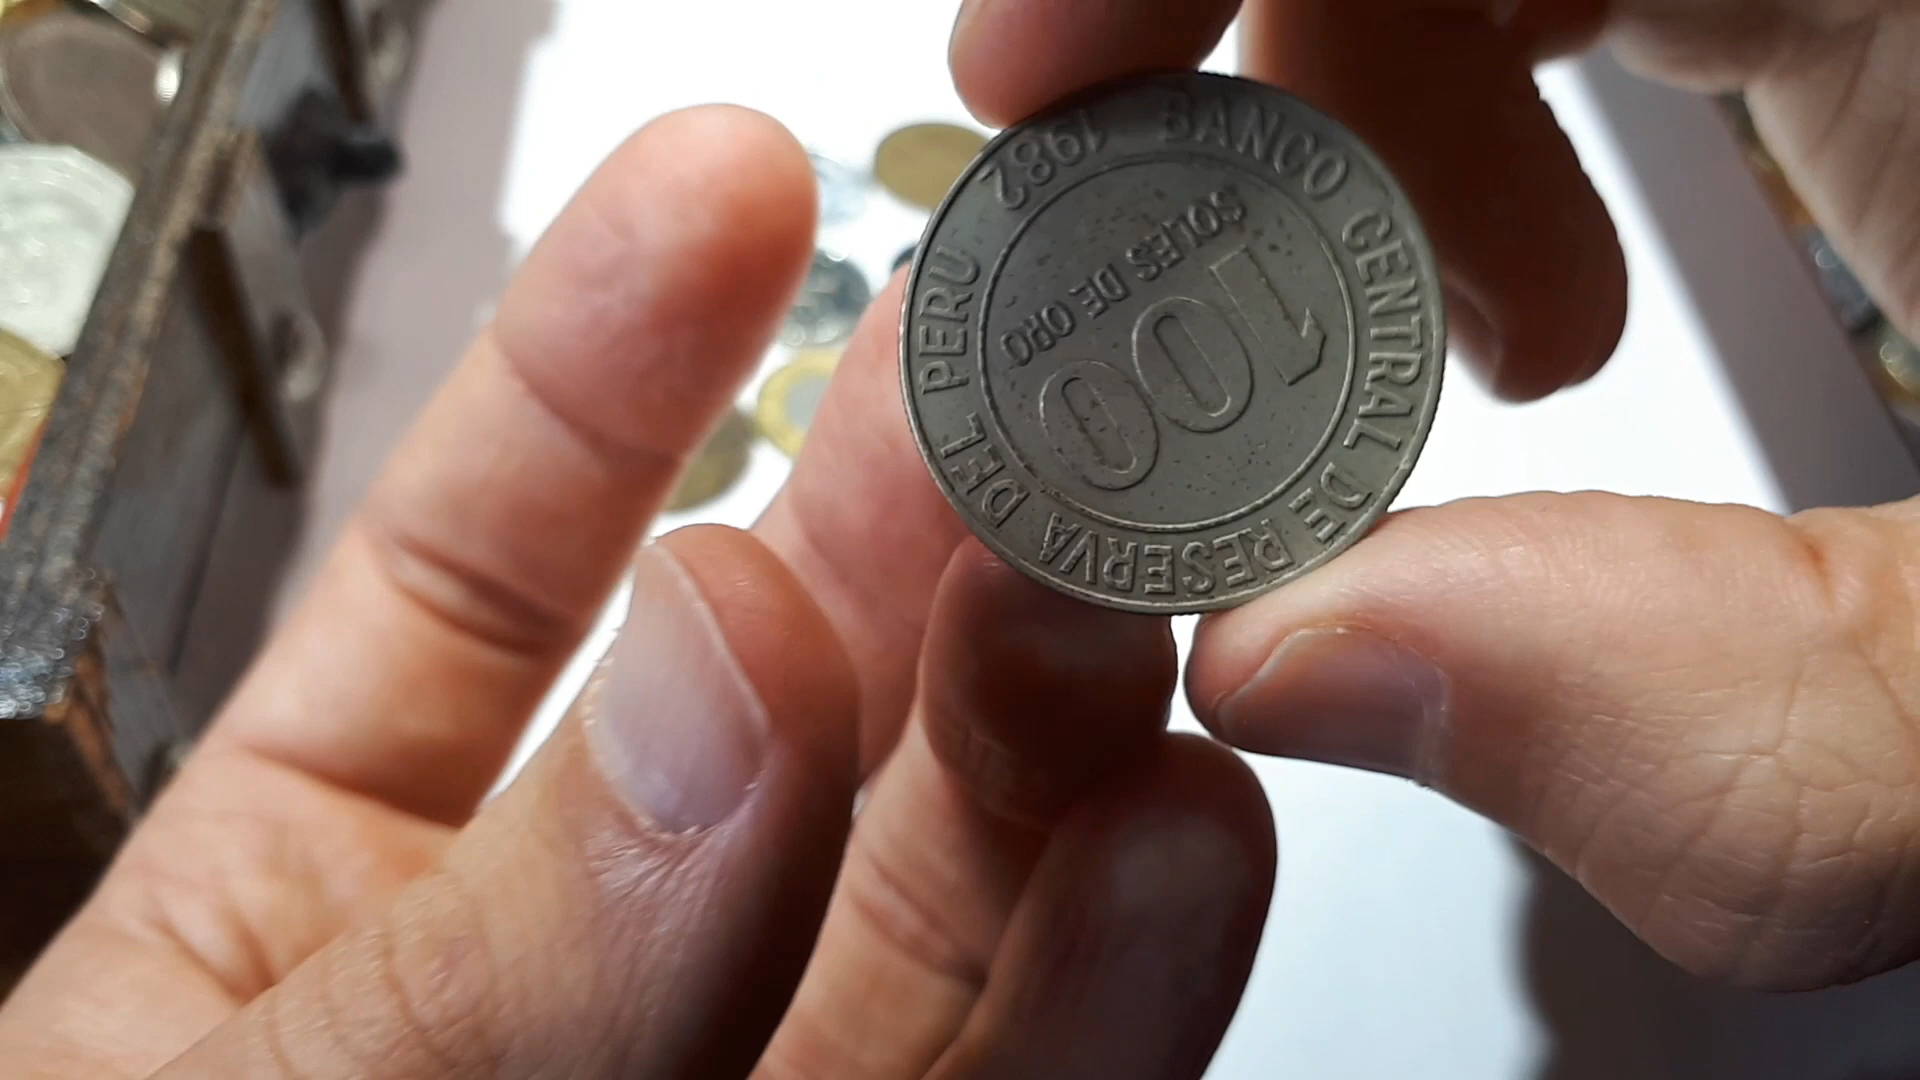 BANCO CENTRAL DE RESERVA DEL PERU
1982
100
SOLES DE ORO